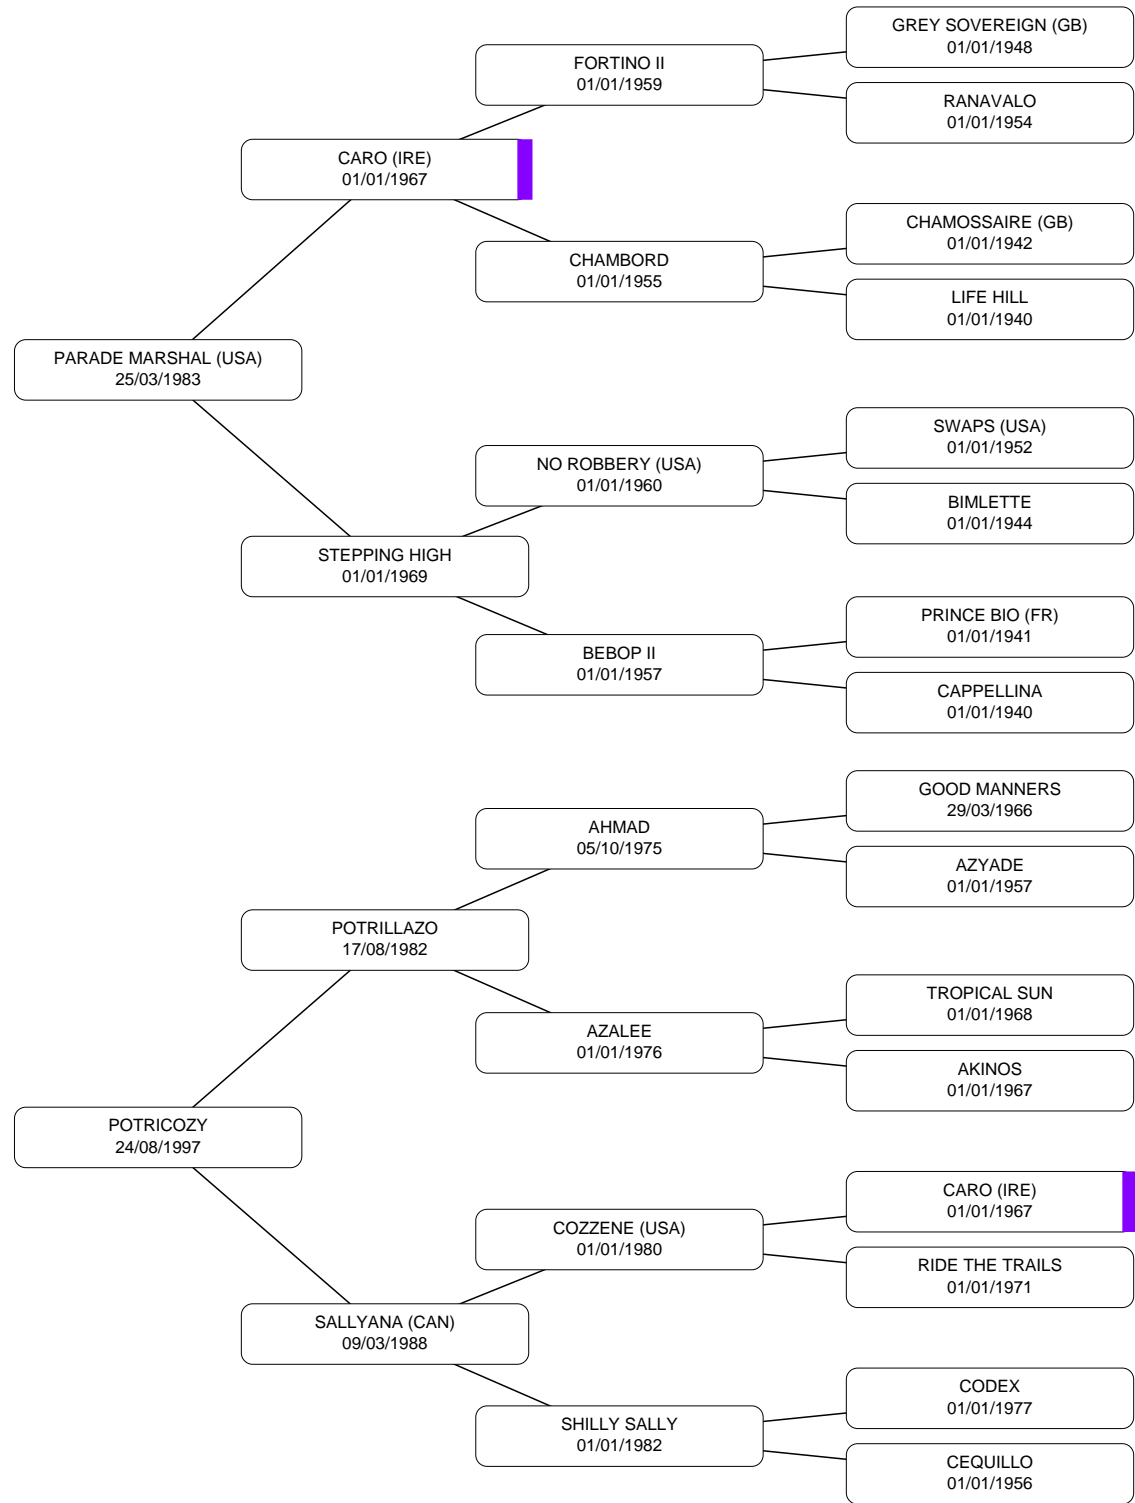 GREY SOVEREIGN (GB)
01/01/1948
FORTINO II
01/01/1959
RANAVALO
01/01/1954
CARO (IRE)
01/01/1967
CHAMOSSAIRE (GB)
01/01/1942
CHAMBORD
01/01/1955
LIFE HILL
01/01/1940
PARADE MARSHAL (USA)
25/03/1983
SWAPS (USA)
01/01/1952
NO ROBBERY (USA)
01/01/1960
BIMLETTE
01/01/1944
STEPPING HIGH
01/01/1969
PRINCE BIO (FR)
01/01/1941
BEBOP II
01/01/1957
CAPPELLINA
01/01/1940
GOOD MANNERS
29/03/1966
AHMAD
05/10/1975
AZYADE
01/01/1957
POTRILLAZO
17/08/1982
TROPICAL SUN
01/01/1968
AZALEE
01/01/1976
AKINOS
01/01/1967
POTRICOZY
24/08/1997
CARO (IRE)
01/01/1967
COZZENE (USA)
01/01/1980
RIDE THE TRAILS
01/01/1971
SALLYANA (CAN)
09/03/1988
CODEX
01/01/1977
SHILLY SALLY
01/01/1982
CEQUILLO
01/01/1956